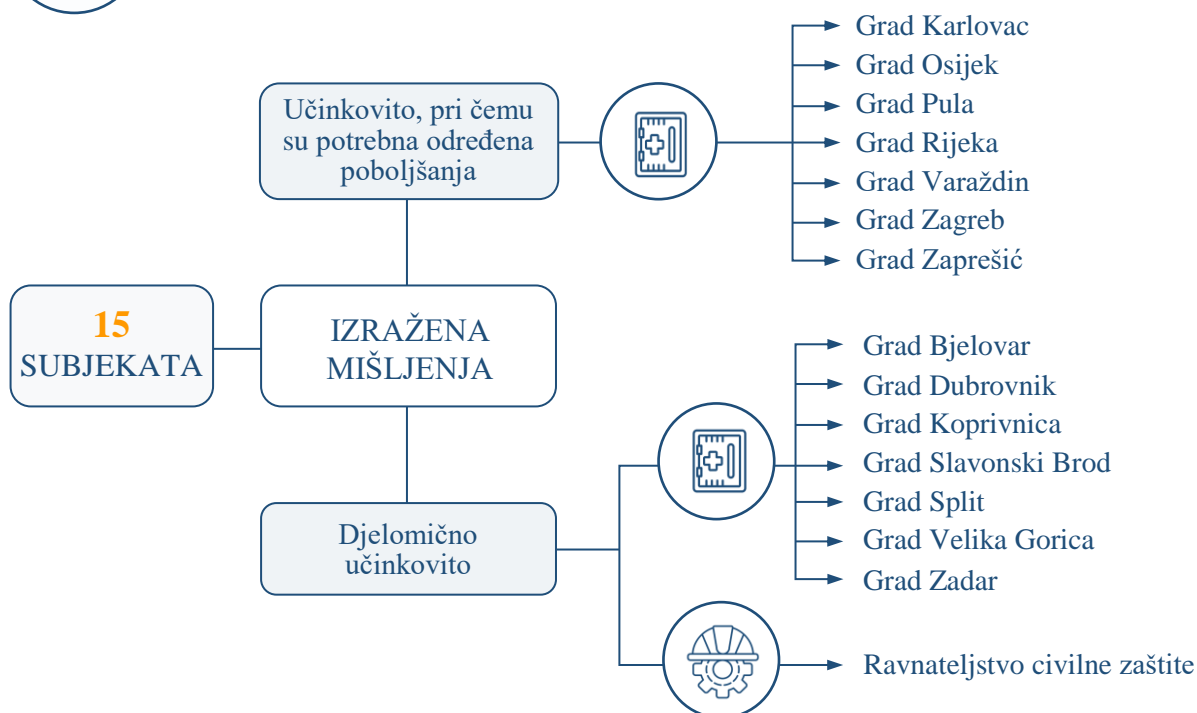 15
SUBJEKATA
IZRAŽENA
MIŠLJENJA
Učinkovito, pri čemu
su potrebna određena
poboljšanja
Grad Karlovac
Grad Osijek
Grad Pula
Grad Rijeka
Grad Varaždin
Grad Zagreb
Grad Zaprešić
Djelomično
učinkovito
Grad Bjelovar
Grad Dubrovnik
Grad Koprivnica
Grad Slavonski Brod
Grad Split
Grad Velika Gorica
Grad Zadar
Ravnateljstvo civilne zaštite